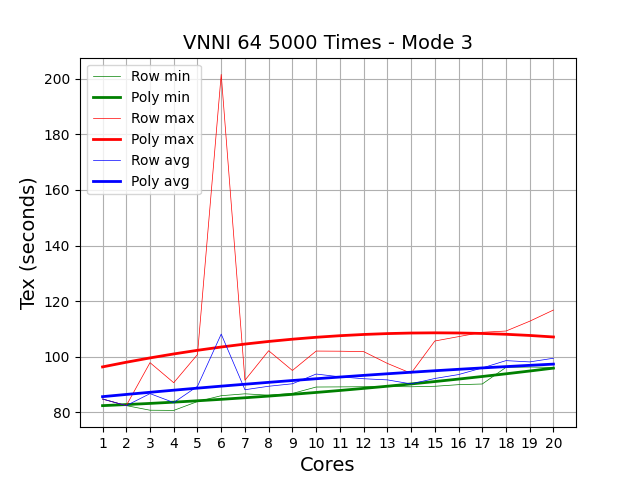 VNNI 64 5000 Times - Mode 3
Row min
Poly min
Row max
Poly max
Row avg
Poly avg
Tex (seconds)
200
180
160
140
120
100
80
1 2 3 4 5 6 7 8 9 10 11 12 13 14 15 16 17 18 19 20
Cores